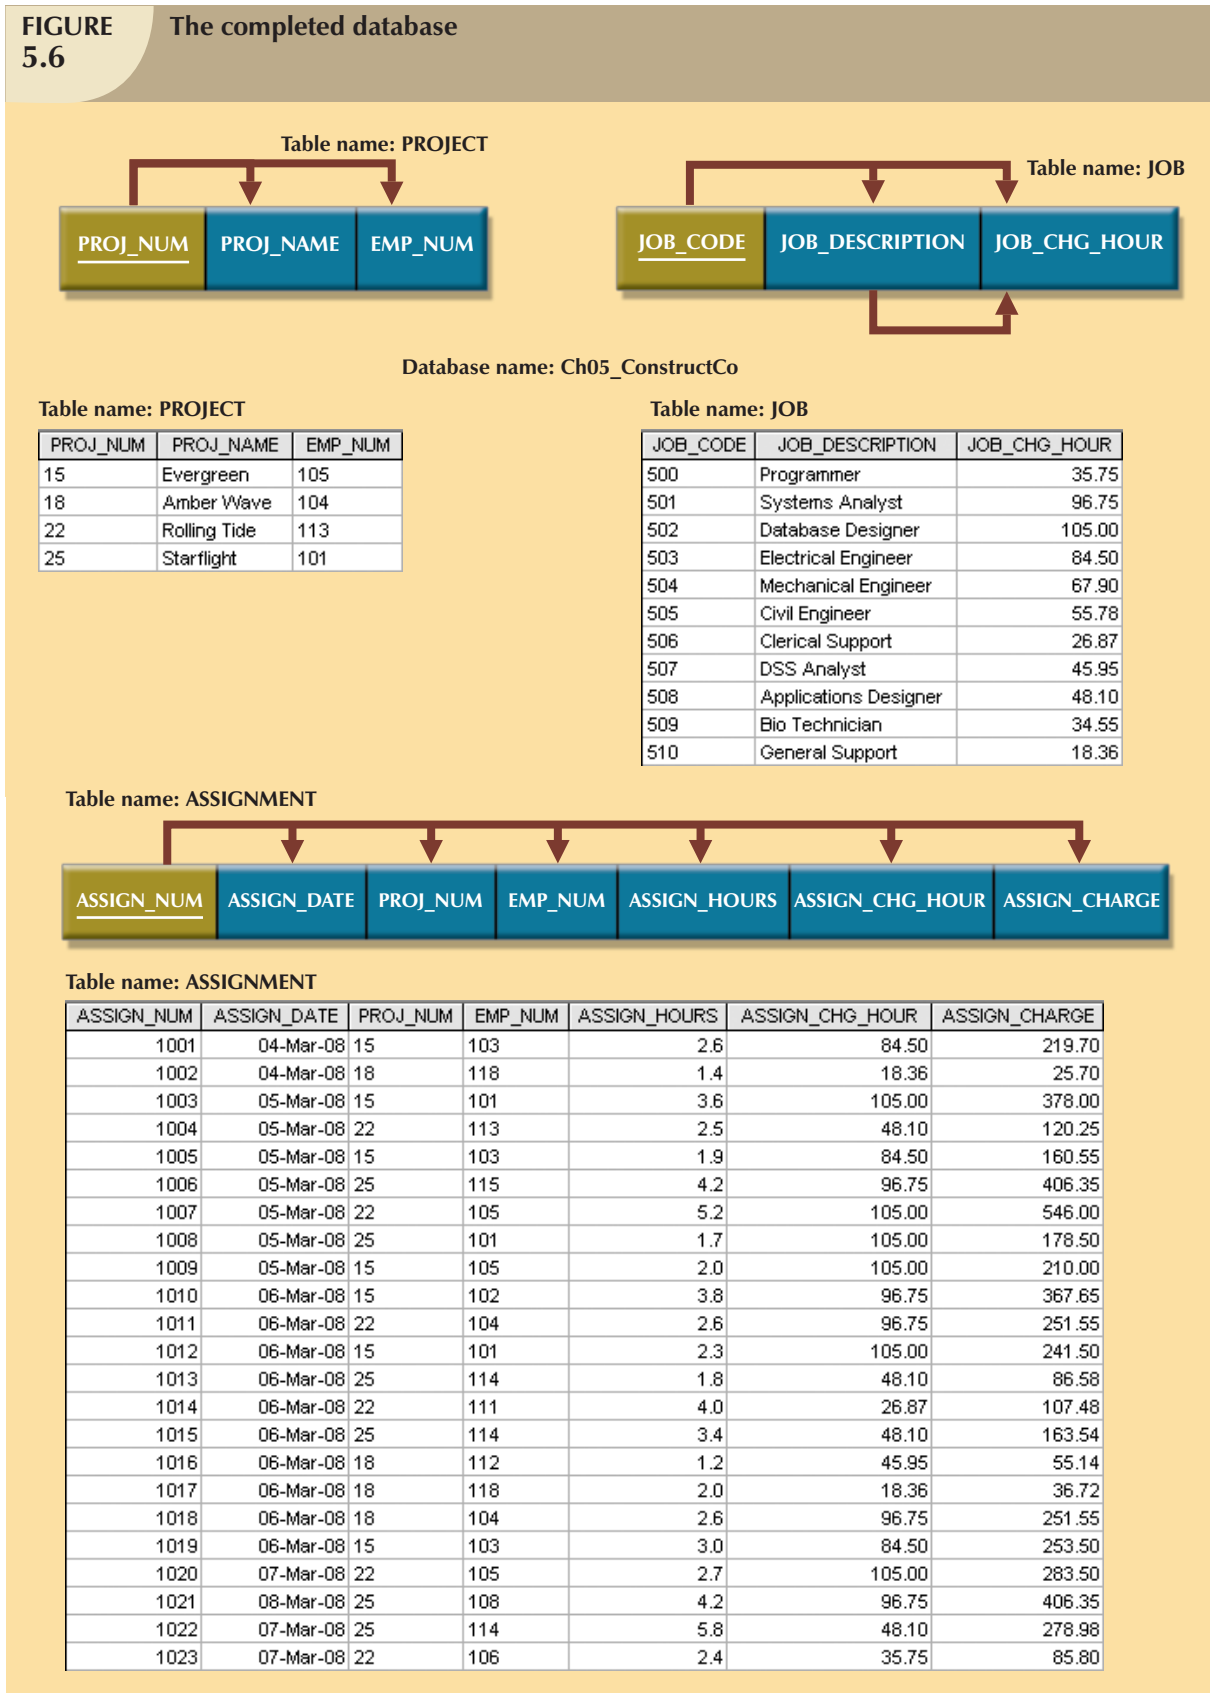 FIGURE 5.6
The completed database
Table name: PROJECT
PROJ_NUM PROJ_NAME EMP_NUM
Table name: JOB
JOB_CODE JOB_DESCRIPTION JOB_CHG_HOUR
Database name: Ch05_ConstructCo
Table name: PROJECT
PROJ_NUM PROJ_NAME EMP_NUM
15 Evergreen 105
18 Amber Wave 104
22 Rolling Tide 113
25 Starflight 101
Table name: JOB
JOB_CODE JOB_DESCRIPTION JOB_CHG_HOUR
500 Programmer 35.75
501 Systems Analyst 96.75
502 Database Designer 105.00
503 Electrical Engineer 84.50
504 Mechanical Engineer 67.90
505 Civil Engineer 55.78
506 Clerical Support 26.87
507 DSS Analyst 45.95
508 Applications Designer 48.10
509 Bio Technician 34.55
510 General Support 18.36
Table name: ASSIGNMENT
ASSIGN_NUM ASSIGN_DATE PROJ_NUM EMP_NUM ASSIGN_HOURS ASSIGN_CHG_HOUR ASSIGN_CHARGE
Table name: ASSIGNMENT
ASSIGN_NUM ASSIGN_DATE PROJ_NUM EMP_NUM ASSIGN_HOURS ASSIGN_CHG_HOUR ASSIGN_CHARGE
1001 04-Mar-08 15 103 2.6 84.50 219.70
1002 04-Mar-08 18 118 1.4 18.36 25.70
1003 05-Mar-08 15 101 3.6 105.00 378.00
1004 05-Mar-08 22 113 2.5 48.10 120.25
1005 05-Mar-08 15 103 1.9 84.50 160.55
1006 05-Mar-08 25 115 4.2 96.75 406.35
1007 05-Mar-08 22 105 5.2 105.00 546.00
1008 05-Mar-08 25 101 1.7 105.00 178.50
1009 05-Mar-08 15 105 2.0 105.00 210.00
1010 06-Mar-08 15 102 3.8 96.75 367.65
1011 06-Mar-08 22 104 2.6 96.75 251.55
1012 06-Mar-08 15 101 2.3 105.00 241.50
1013 06-Mar-08 25 114 1.8 48.10 86.58
1014 06-Mar-08 22 111 4.0 26.87 107.48
1015 06-Mar-08 25 114 3.4 48.10 163.54
1016 06-Mar-08 18 112 1.2 45.95 55.14
1017 06-Mar-08 18 118 2.0 18.36 36.72
1018 06-Mar-08 18 104 2.6 96.75 251.55
1019 06-Mar-08 15 103 3.0 84.50 253.50
1020 07-Mar-08 22 105 2.7 105.00 283.50
1021 08-Mar-08 25 108 4.2 96.75 406.35
1022 07-Mar-08 25 114 5.8 48.10 278.98
1023 07-Mar-08 22 106 2.4 35.75 85.80